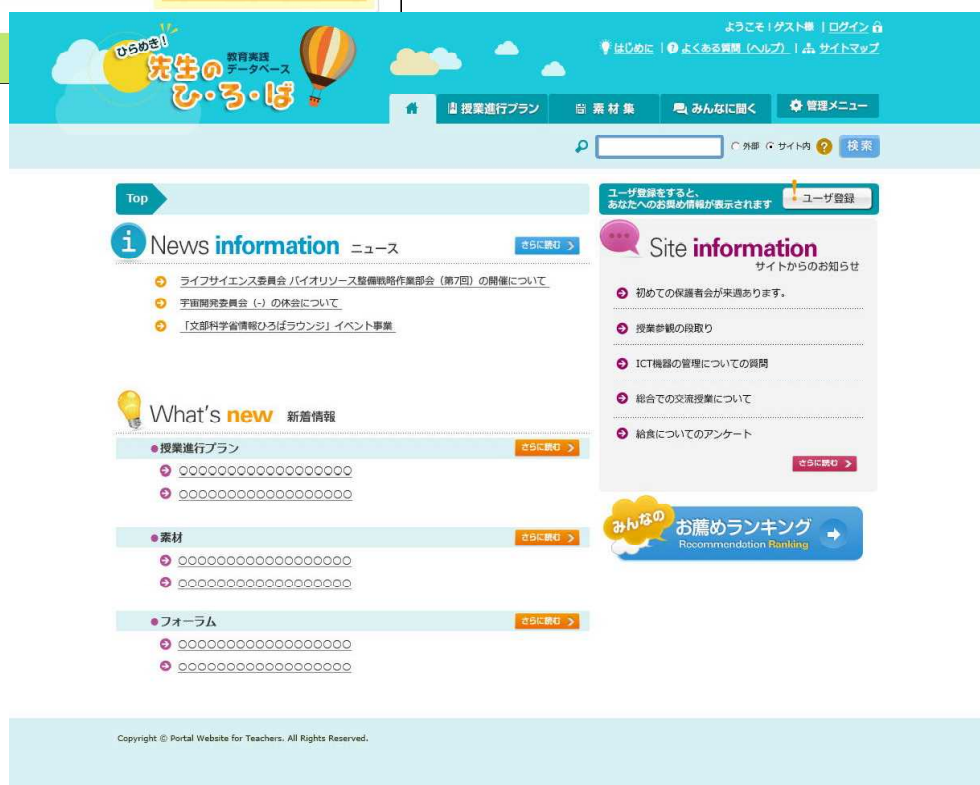 ようこそ！ゲスト様 | ログイン
はじめに | よくある質問（ヘルプ） | サイトマップ
ひらめき！
教育実践
データベース
先生の
ひ・ろ・ば
授業進行プラン 素材集 みんなに聞く 管理メニュー
外部 サイト内 ? 検索
Top
ユーザ登録をすると、
あなたへのお奨め情報が表示されます
ユーザ登録
News information ニュース
さらに読む
ライフサイエンス委員会 バイオリソース整備戦略作業部会（第7回）の開催について
宇宙開発委員会（-）の休会について
「文部科学省情報ひろばラウンジ」イベント事業
What's new 新着情報
●授業進行プラン さらに読む
○○○○○○○○○○○○○○○○○○
○○○○○○○○○○○○○○○○○○
●素材 さらに読む
○○○○○○○○○○○○○○○○○○
○○○○○○○○○○○○○○○○○○
●フォーラム さらに読む
○○○○○○○○○○○○○○○○○○
○○○○○○○○○○○○○○○○○○
Site information
サイトからのお知らせ
初めての保護者会が来週あります。
授業参観の段取り
ICT機器の管理についての質問
総合での交流授業について
給食についてのアンケート
さらに読む
みんなの
お薦めランキング
Recommendation Ranking
Copyright © Portal Website for Teachers. All Rights Reserved.